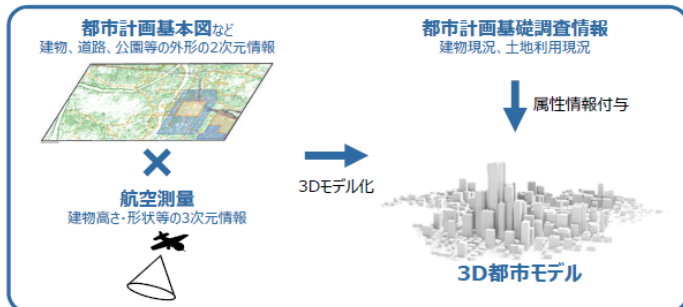 都市計画基本図など
建物、道路、公園等の外形の2次元情報
航空測量
建物高さ・形状等の3次元情報
3Dモデル化
都市計画基礎調査情報
建物現況、土地利用現況
属性情報付与
3D都市モデル